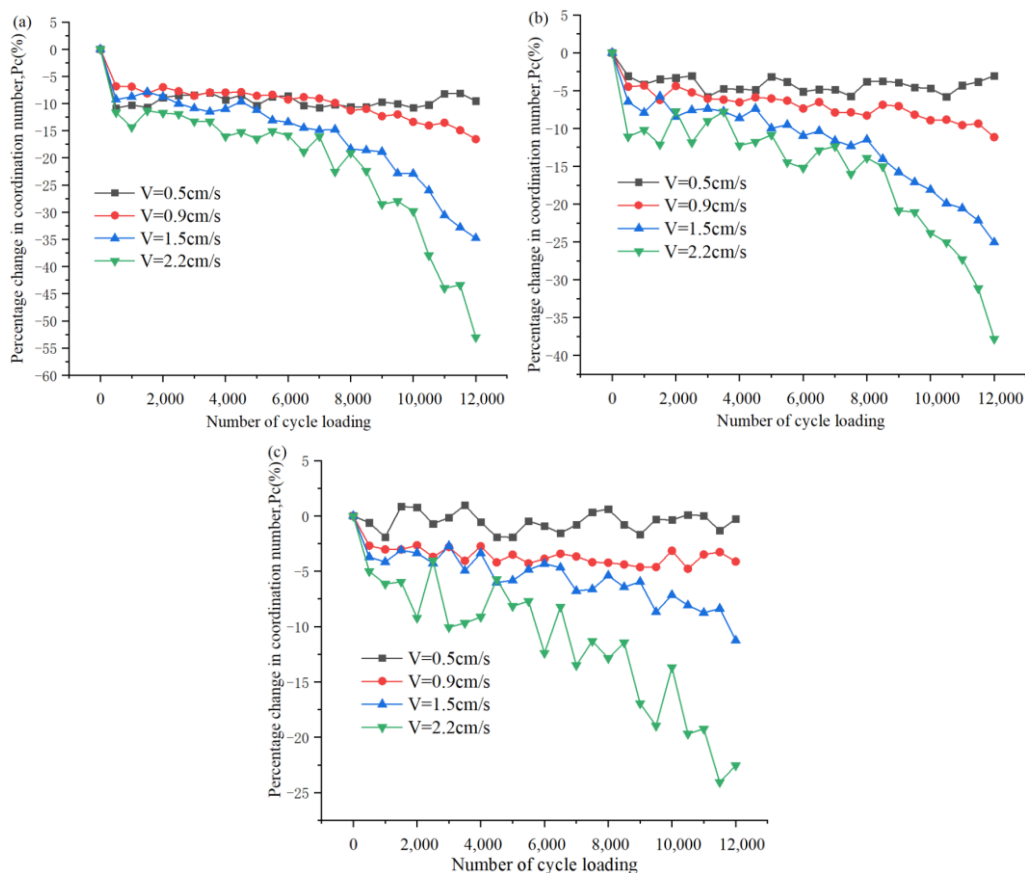 (a)
Percentage change in coordination number,Pc(%)
5
0
−5
−10
−15
−20
−25
−30
−35
−40
−45
−50
−55
−60
V=0.5cm/s
V=0.9cm/s
V=1.5cm/s
V=2.2cm/s
0 2,000 4,000 6,000 8,000 10,000 12,000
Number of cycle loading
(b)
Percentage change in coordination number,Pc(%)
5
0
−5
−10
−15
−20
−25
−30
−35
−40
V=0.5cm/s
V=0.9cm/s
V=1.5cm/s
V=2.2cm/s
0 2,000 4,000 6,000 8,000 10,000 12,000
Number of cycle loading
(c)
Percentage change in coordination number,Pc(%)
5
0
−5
−10
−15
−20
−25
V=0.5cm/s
V=0.9cm/s
V=1.5cm/s
V=2.2cm/s
0 2,000 4,000 6,000 8,000 10,000 12,000
Number of cycle loading